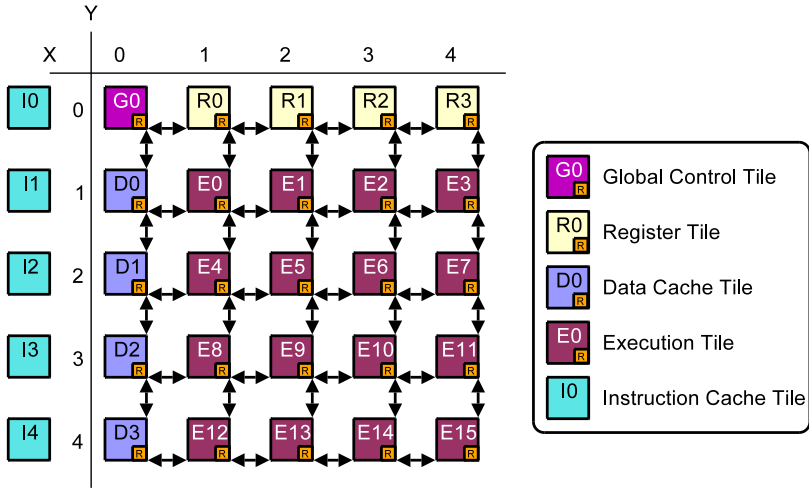 Y
X 0 1 2 3 4
I0 0 G0 R R0 R R1 R R2 R R3 R
I1 1 D0 R E0 R E1 R E2 R E3 R
I2 2 D1 R E4 R E5 R E6 R E7 R
I3 3 D2 R E8 R E9 R E10 R E11 R
I4 4 D3 R E12 R E13 R E14 R E15 R
G0 R Global Control Tile
R0 R Register Tile
D0 R Data Cache Tile
E0 R Execution Tile
I0 Instruction Cache Tile